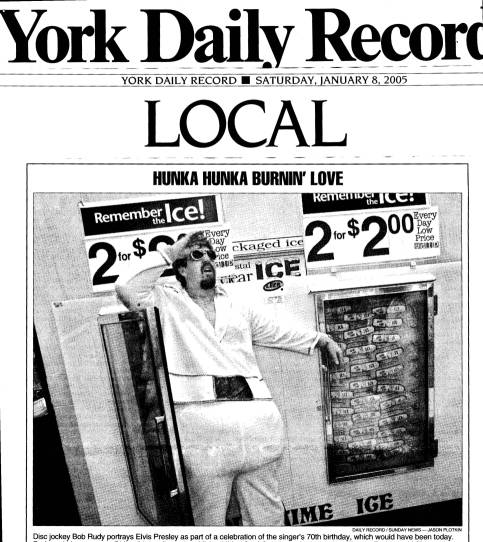 York Daily Record
YORK DAILY RECORD ■ SATURDAY, JANUARY 8, 2005
LOCAL
HUNKA HUNKA BURNIN' LOVE
Remember the Ice!
2 for $2
Every Day Low Price
Remember the Ice!
2 for $2.00
Every Day Low Price
ckaged ice
stal
clear ICE
IME ICE
DAILY RECORD / SUNDAY NEWS — JASON PLOTKIN
Disc jockey Bob Rudy portrays Elvis Presley as part of a celebration of the singer's 70th birthday, which would have been today.